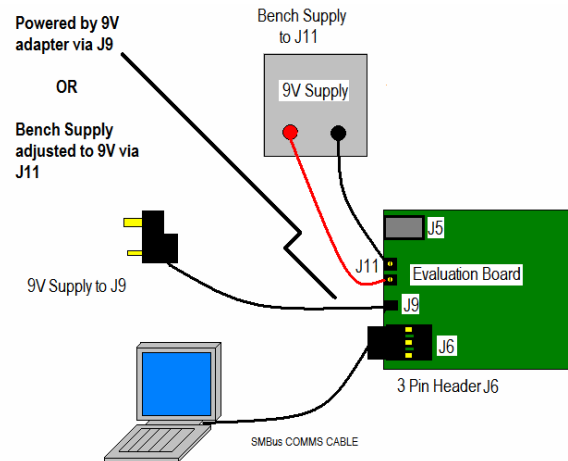 Powered by 9V
adapter via J9
OR
Bench Supply
adjusted to 9V via
J11
Bench Supply
to J11
9V Supply
J5
J11
Evaluation Board
9V Supply to J9
J9
J6
3 Pin Header J6
SMBus COMMS CABLE